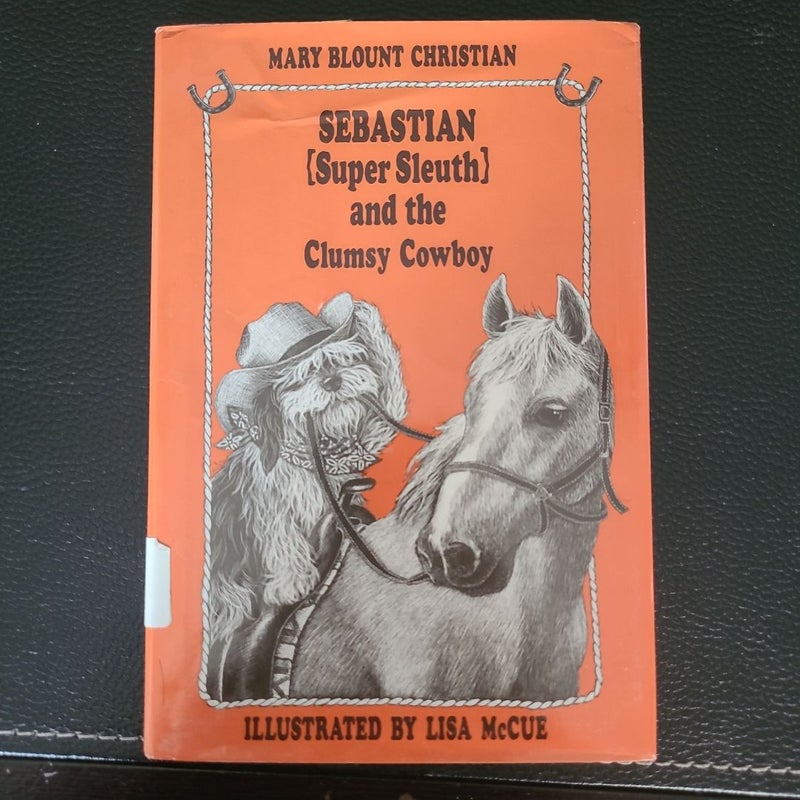 MARY BLOUNT CHRISTIAN
SEBASTIAN
[Super Sleuth]
and the
Clumsy Cowboy
ILLUSTRATED BY LISA McCUE